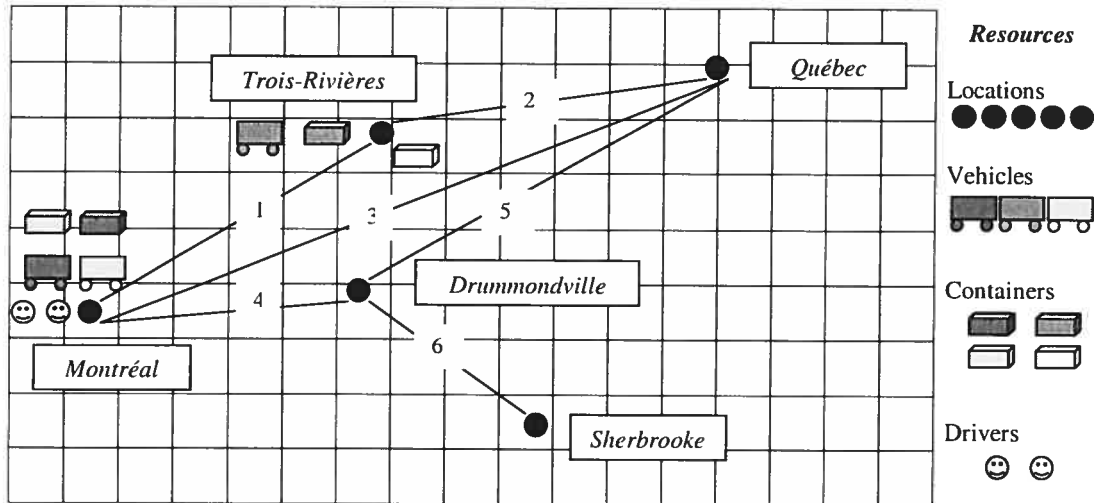 Resources
Québec
Trois-Rivières
Locations
2
Vehicles
1
3
5
Drummondville
Containers
4
6
Montréal
Sherbrooke
Drivers